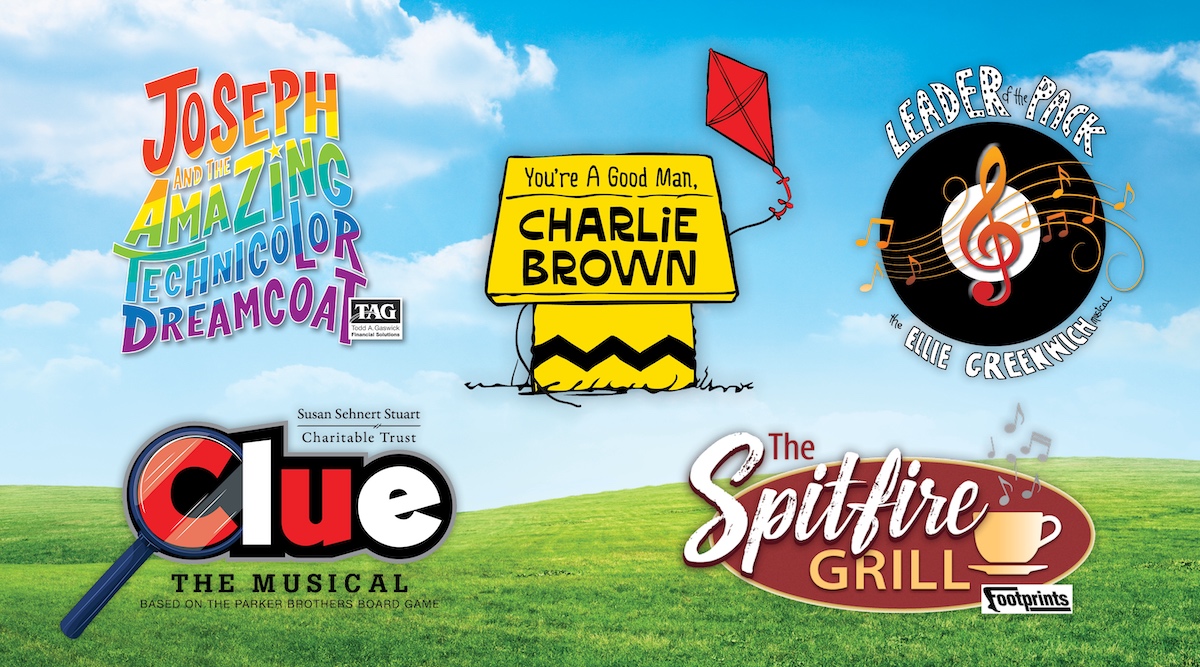 JOSEPH
AND THE
AMAZING
TECHNICOLOR
DREAMCOAT
TAG
Todd A. Gaswick
Financial Solutions
You're A Good Man,
CHARLiE
BROWN
LEADER of the PACK
the ELLIE GREENWICH musical
Susan Sehnert Stuart
Charitable Trust
Clue
THE MUSICAL
BASED ON THE PARKER BROTHERS BOARD GAME
The
Spitfire
GRILL
Footprints